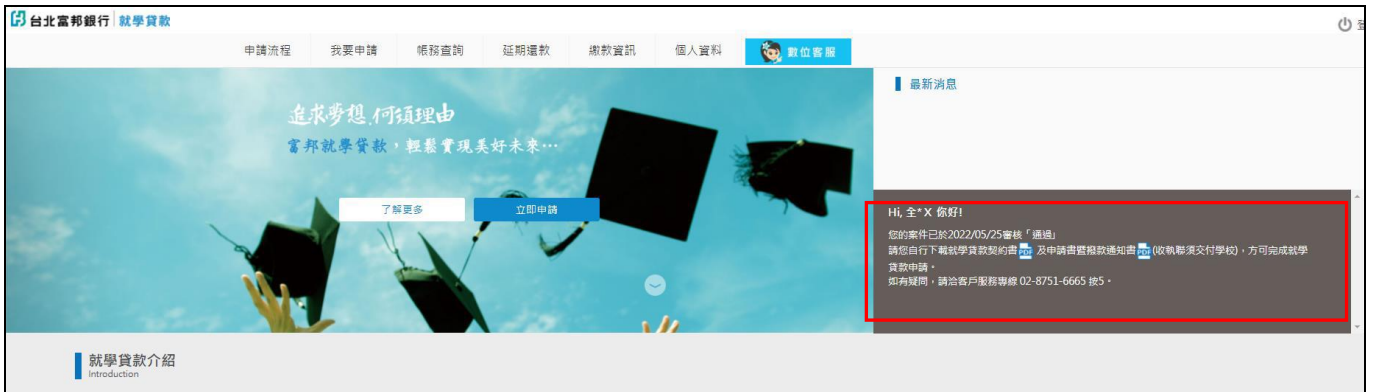 台北富邦銀行 就學貸款
申請流程 我要申請 帳務查詢 延期還款 繳款資訊 個人資料 數位客服
追求夢想,何須理由
富邦就學貸款，輕鬆實現美好未來…
了解更多 立即申請
最新消息
Hi, 全*X 你好!
您的案件已於2022/05/25審核「通過」
請您自行下載就學貸款契約書PDF 及申請書暨撥款通知書PDF(收執聯須交付學校)，方可完成就學
貸款申請。
如有疑問，請洽客戶服務專線 02-8751-6665 按5。
就學貸款介紹
Introduction